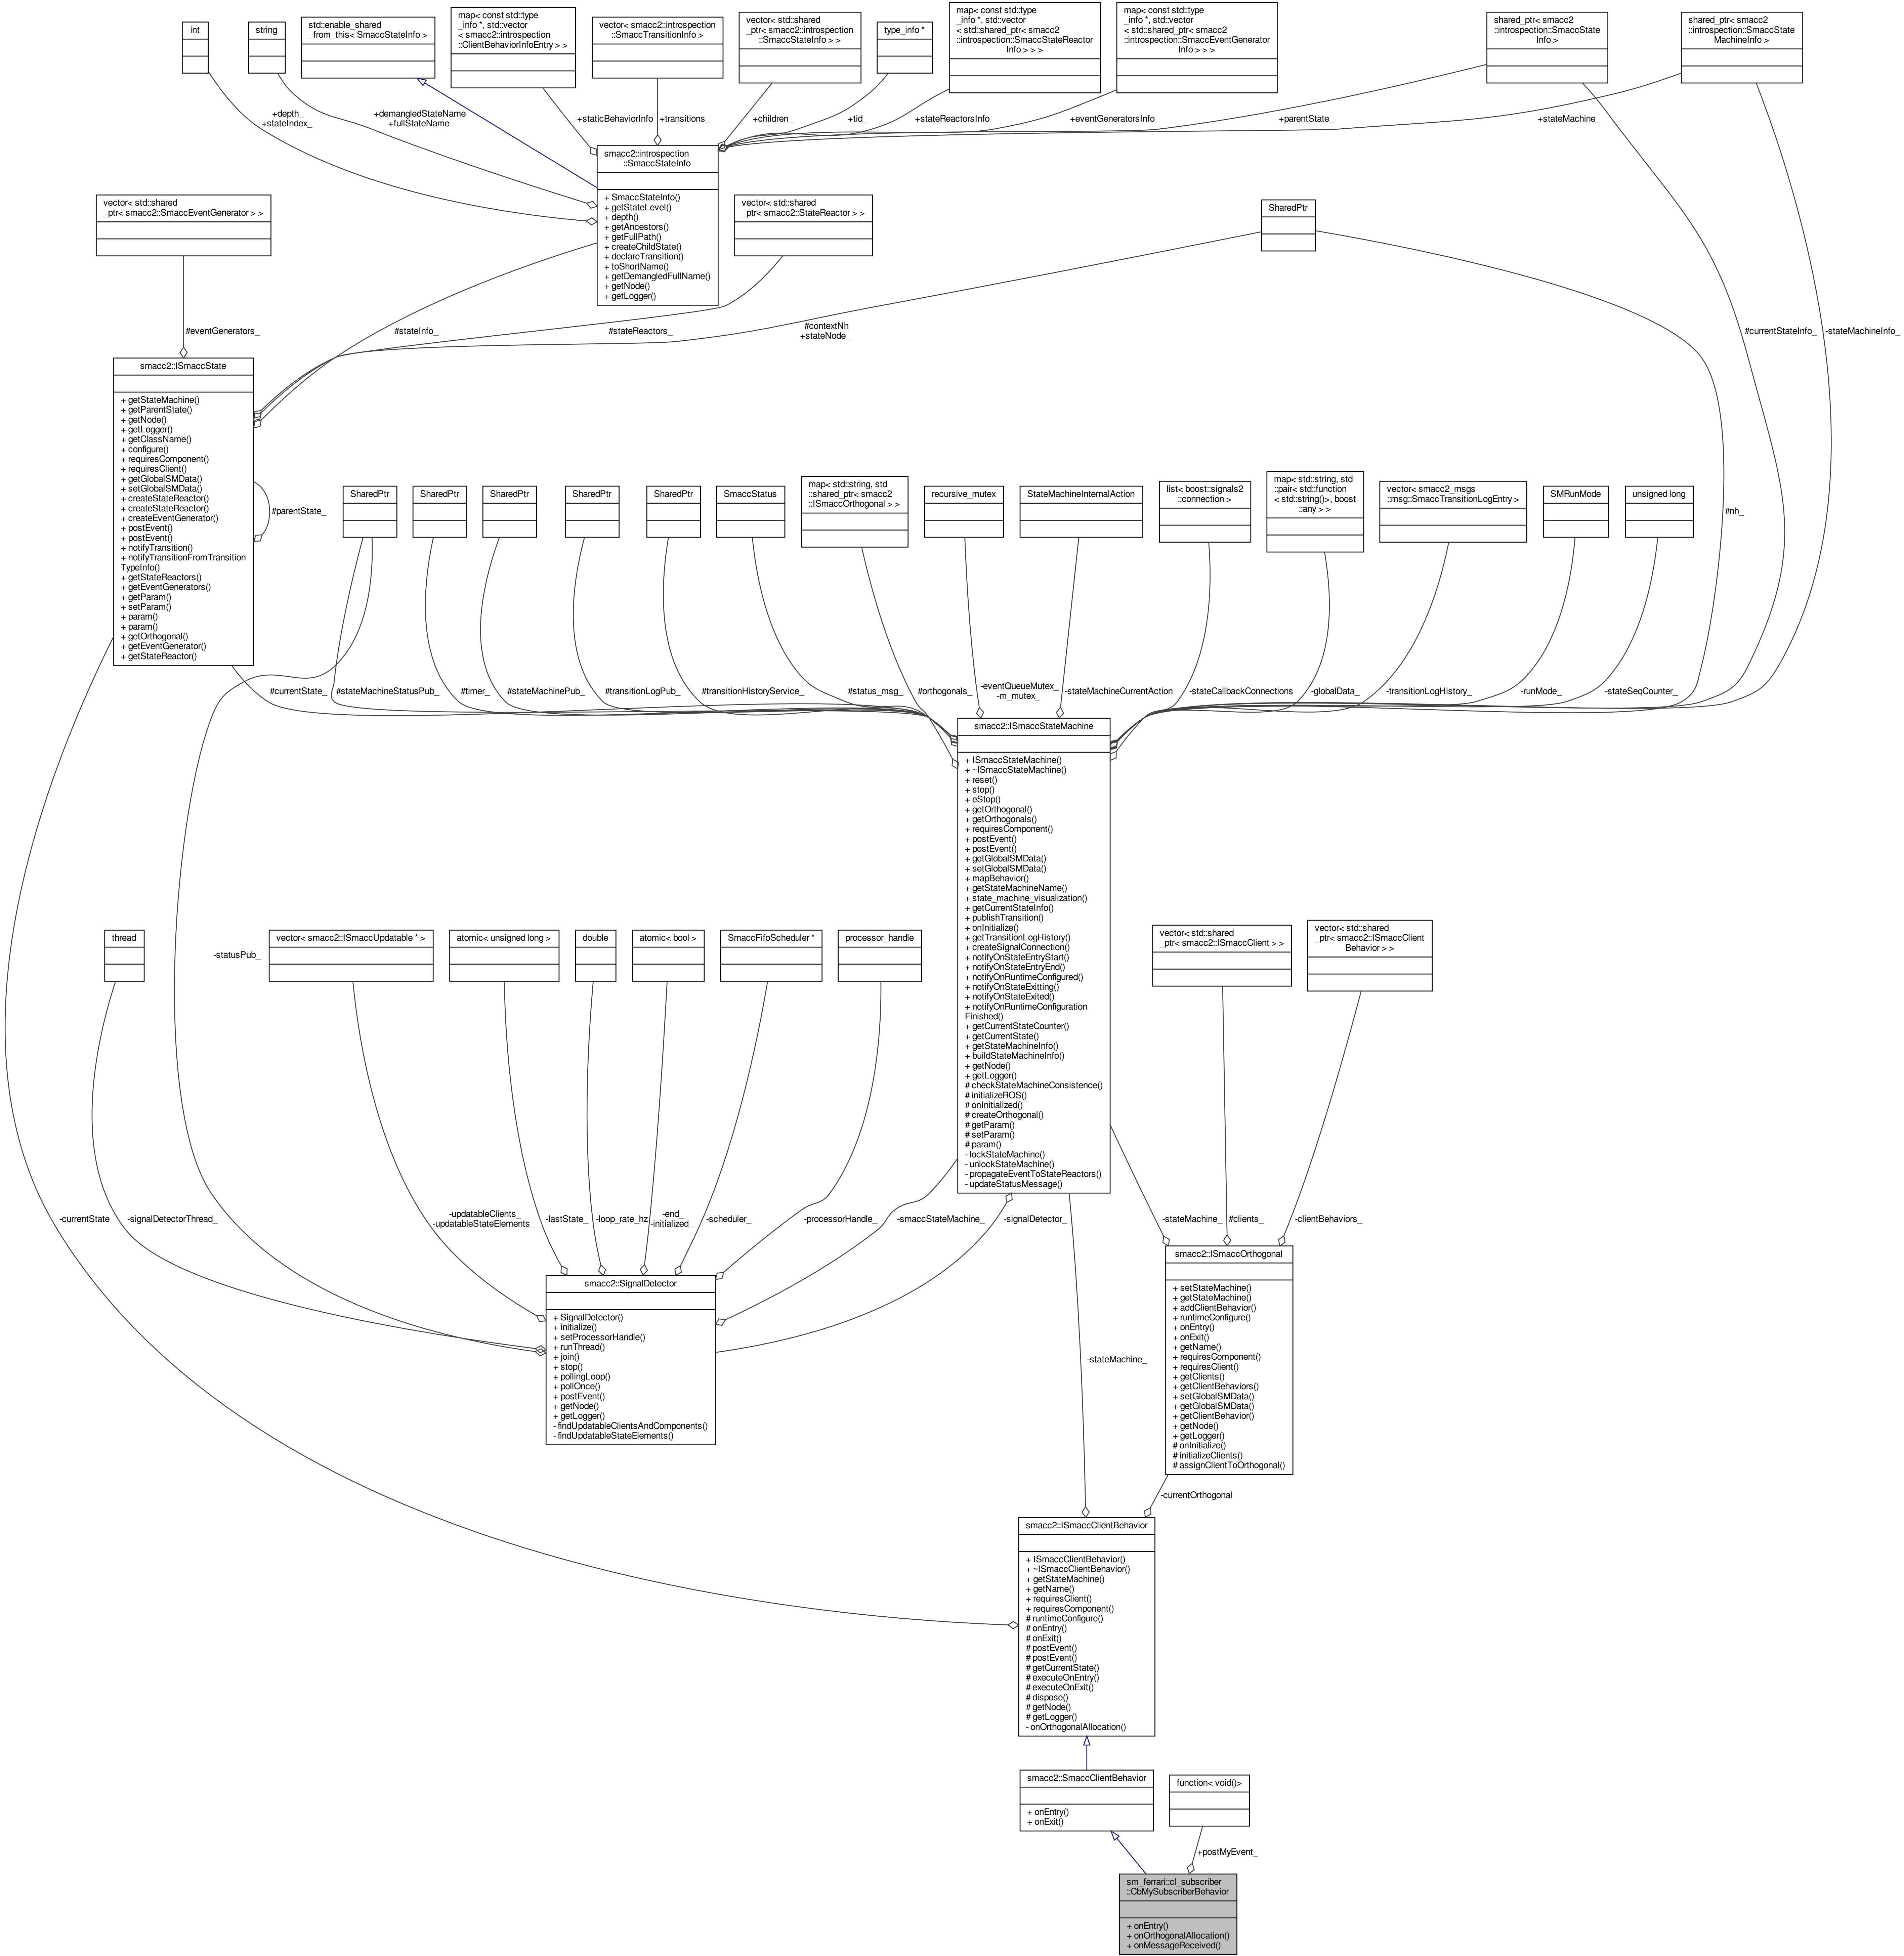 int
string
std::enable_shared
_from_this< SmaccStateInfo >
map< const std::type
_info *, std::vector
< smacc2::introspection
::ClientBehaviorInfoEntry > >
vector< smacc2::introspection
::SmaccTransitionInfo >
vector< std::shared
_ptr< smacc2::introspection
::SmaccStateInfo > >
type_info *
map< const std::type
_info *, std::vector
< std::shared_ptr< smacc2
::introspection::SmaccStateReactor
Info > > >
map< const std::type
_info *, std::vector
< std::shared_ptr< smacc2
::introspection::SmaccEventGenerator
Info > > >
shared_ptr< smacc2
::introspection::SmaccState
Info >
shared_ptr< smacc2
::introspection::SmaccState
MachineInfo >
+depth_
+stateIndex_
+demangledStateName
+fullStateName
+staticBehaviorInfo
+transitions_
+children_
+tid_
+stateReactorsInfo
+eventGeneratorsInfo
+parentState_
+stateMachine_
smacc2::introspection
::SmaccStateInfo
+ SmaccStateInfo()
+ getStateLevel()
+ depth()
+ getAncestors()
+ getFullPath()
+ createChildState()
+ declareTransition()
+ toShortName()
+ getDemangledFullName()
+ getNode()
+ getLogger()
vector< std::shared
_ptr< smacc2::SmaccEventGenerator > >
vector< std::shared
_ptr< smacc2::StateReactor > >
SharedPtr
#eventGenerators_
#stateInfo_
#stateReactors_
#contextNh
+stateNode_
#currentStateInfo_
-stateMachineInfo_
smacc2::ISmaccState
+ getStateMachine()
+ getParentState()
+ getNode()
+ getLogger()
+ getClassName()
+ configure()
+ requiresComponent()
+ requiresClient()
+ getGlobalSMData()
+ setGlobalSMData()
+ createStateReactor()
+ createStateReactor()
+ createEventGenerator()
+ postEvent()
+ postEvent()
+ notifyTransition()
+ notifyTransitionFromTransition
TypeInfo()
+ getStateReactors()
+ getEventGenerators()
+ getParam()
+ setParam()
+ param()
+ param()
+ getOrthogonal()
+ getEventGenerator()
+ getStateReactor()
#parentState_
SharedPtr
SharedPtr
SharedPtr
SharedPtr
SharedPtr
SmaccStatus
map< std::string, std
::shared_ptr< smacc2
::ISmaccOrthogonal > >
recursive_mutex
StateMachineInternalAction
list< boost::signals2
::connection >
map< std::string, std
::pair< std::function
< std::string()>, boost
::any > >
vector< smacc2_msgs
::msg::SmaccTransitionLogEntry >
SMRunMode
unsigned long
#nh_
#currentState_
#stateMachineStatusPub_
#timer_
#stateMachinePub_
#transitionLogPub_
#transitionHistoryService_
#status_msg_
#orthogonals_
-eventQueueMutex_
-m_mutex_
-stateMachineCurrentAction
-stateCallbackConnections
-globalData_
-transitionLogHistory_
-runMode_
-stateSeqCounter_
smacc2::ISmaccStateMachine
+ ISmaccStateMachine()
+ ~ISmaccStateMachine()
+ reset()
+ stop()
+ eStop()
+ getOrthogonal()
+ getOrthogonals()
+ requiresComponent()
+ postEvent()
+ postEvent()
+ getGlobalSMData()
+ setGlobalSMData()
+ mapBehavior()
+ getStateMachineName()
+ state_machine_visualization()
+ getCurrentStateInfo()
+ publishTransition()
+ onInitialize()
+ getTransitionLogHistory()
+ createSignalConnection()
+ notifyOnStateEntryStart()
+ notifyOnStateEntryEnd()
+ notifyOnRuntimeConfigured()
+ notifyOnStateExitting()
+ notifyOnStateExited()
+ notifyOnRuntimeConfiguration
Finished()
+ getCurrentStateCounter()
+ getCurrentState()
+ getStateMachineInfo()
+ buildStateMachineInfo()
+ getNode()
+ getLogger()
# checkStateMachineConsistence()
# initializeROS()
# onInitialized()
# createOrthogonal()
# getParam()
# setParam()
# param()
- lockStateMachine()
- unlockStateMachine()
- propagateEventToStateReactors()
- updateStatusMessage()
thread
vector< smacc2::ISmaccUpdatable * >
atomic< unsigned long >
double
atomic< bool >
SmaccFifoScheduler *
processor_handle
vector< std::shared
_ptr< smacc2::ISmaccClient > >
vector< std::shared
_ptr< smacc2::ISmaccClient
Behavior > >
-statusPub_
-currentState
-signalDetectorThread_
-updatableClients_
-updatableStateElements_
-lastState_
-loop_rate_hz
-end_
-initialized_
-scheduler_
-processorHandle_
-smaccStateMachine_
-signalDetector_
-stateMachine_
#clients_
-clientBehaviors_
smacc2::SignalDetector
+ SignalDetector()
+ initialize()
+ setProcessorHandle()
+ runThread()
+ join()
+ stop()
+ pollingLoop()
+ pollOnce()
+ postEvent()
+ getNode()
+ getLogger()
- findUpdatableClientsAndComponents()
- findUpdatableStateElements()
smacc2::ISmaccOrthogonal
+ setStateMachine()
+ getStateMachine()
+ addClientBehavior()
+ runtimeConfigure()
+ onEntry()
+ onExit()
+ getName()
+ requiresComponent()
+ requiresClient()
+ getClients()
+ getClientBehaviors()
+ setGlobalSMData()
+ getGlobalSMData()
+ getClientBehavior()
+ getNode()
+ getLogger()
# onInitialize()
# initializeClients()
# assignClientToOrthogonal()
-stateMachine_
-currentOrthogonal
smacc2::ISmaccClientBehavior
+ ISmaccClientBehavior()
+ ~ISmaccClientBehavior()
+ getStateMachine()
+ getName()
+ requiresClient()
+ requiresComponent()
# runtimeConfigure()
# onEntry()
# onExit()
# postEvent()
# postEvent()
# getCurrentState()
# executeOnEntry()
# executeOnExit()
# dispose()
# getNode()
# getLogger()
- onOrthogonalAllocation()
smacc2::SmaccClientBehavior
+ onEntry()
+ onExit()
function< void()>
+postMyEvent_
sm_ferrari::cl_subscriber
::CbMySubscriberBehavior
+ onEntry()
+ onOrthogonalAllocation()
+ onMessageReceived()